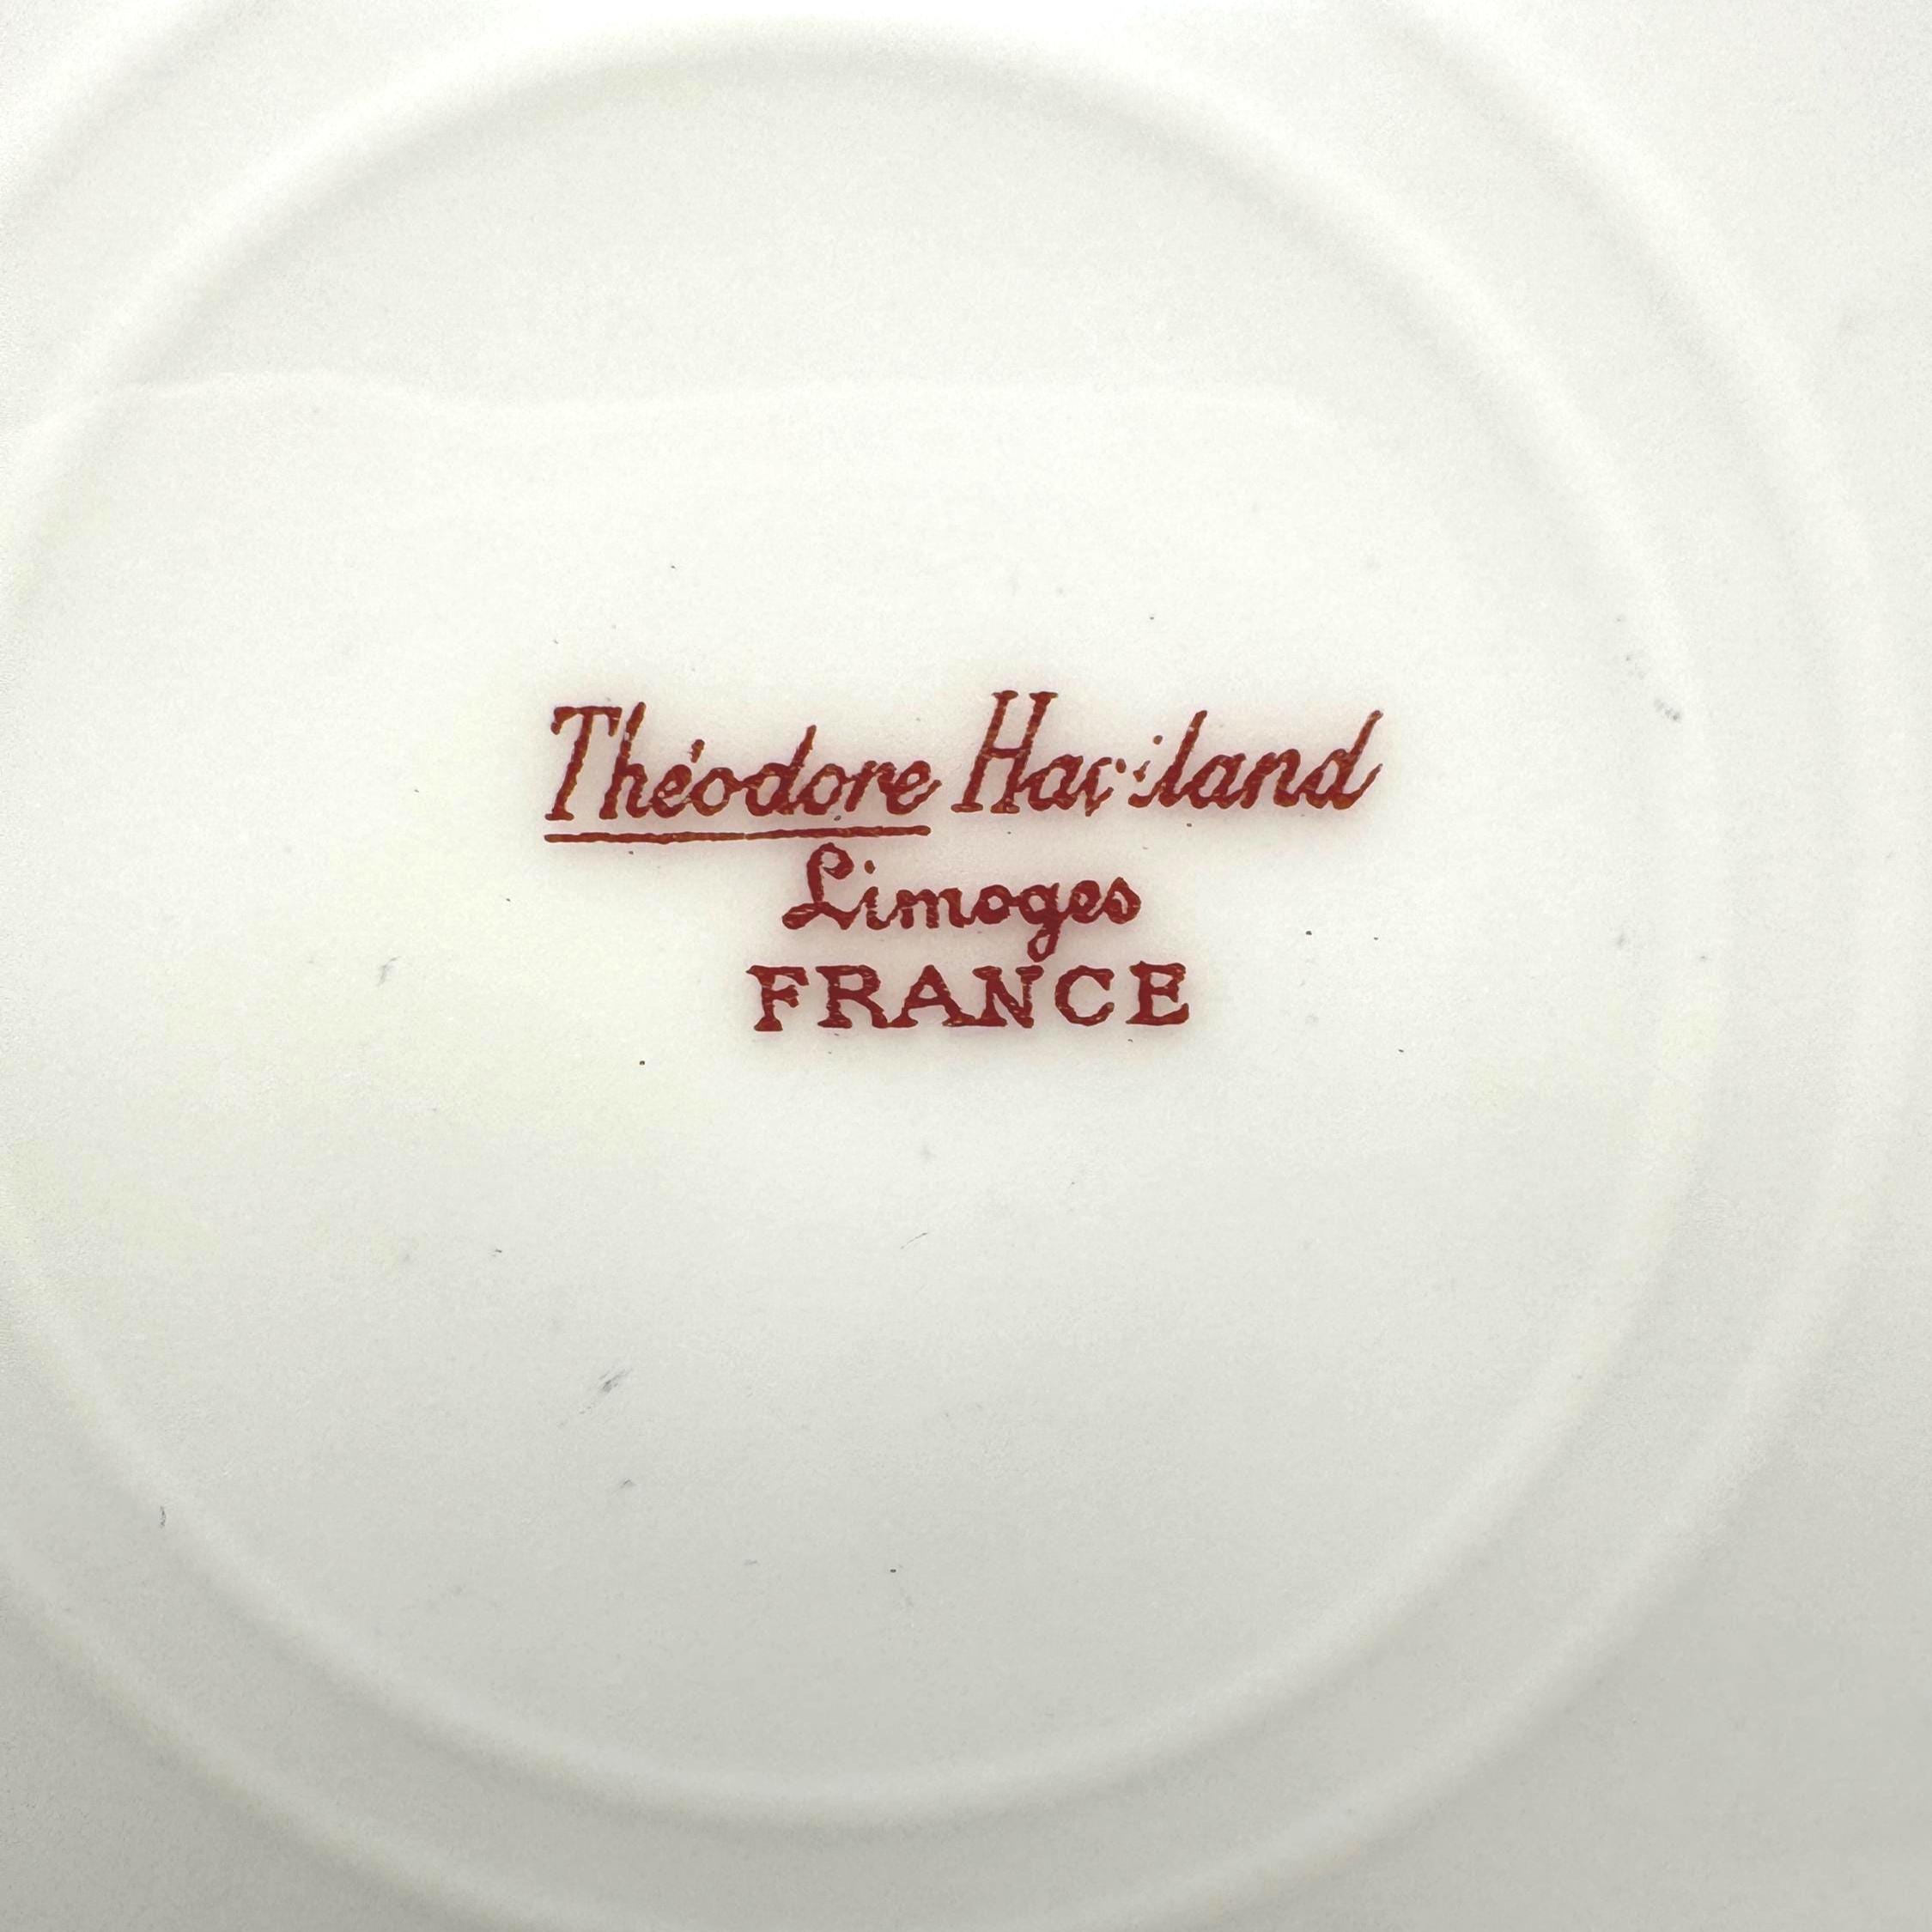 Théodore Haviland
Limoges
FRANCE